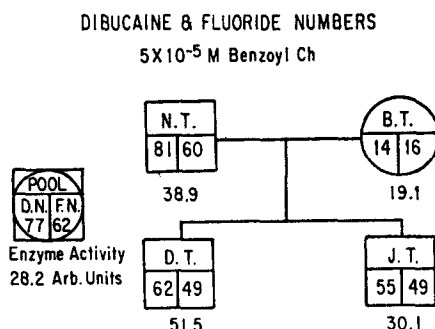 DIBUCAINE & FLUORIDE NUMBERS
5X10⁻⁵ M Benzoyl Ch
N.T.
81 60
38.9
B.T.
14 16
19.1
POOL
D.N. F.N.
77 62
Enzyme Activity
28.2 Arb. Units
D.T.
62 49
51.5
J.T.
55 49
30.1